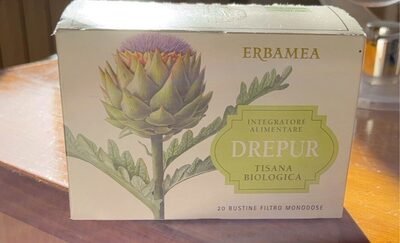 ERBAMEA
INTEGRATORE
ALIMENTARE
DREPUR
TISANA
BIOLOGICA
20 BUSTINE FILTRO MONODOSE